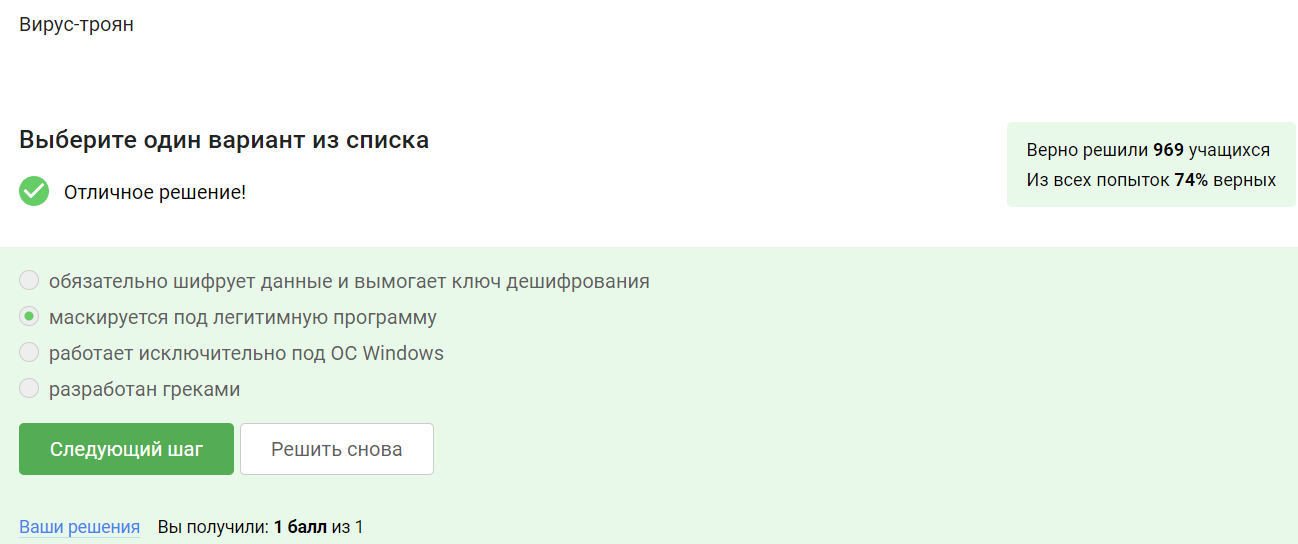 Вирус-троян
Выберите один вариант из списка
Отличное решение!
Верно решили 969 учащихся
Из всех попыток 74% верных
обязательно шифрует данные и вымогает ключ дешифрования
маскируется под легитимную программу
работает исключительно под ОС Windows
разработан греками
Следующий шаг
Решить снова
Ваши решения Вы получили: 1 балл из 1